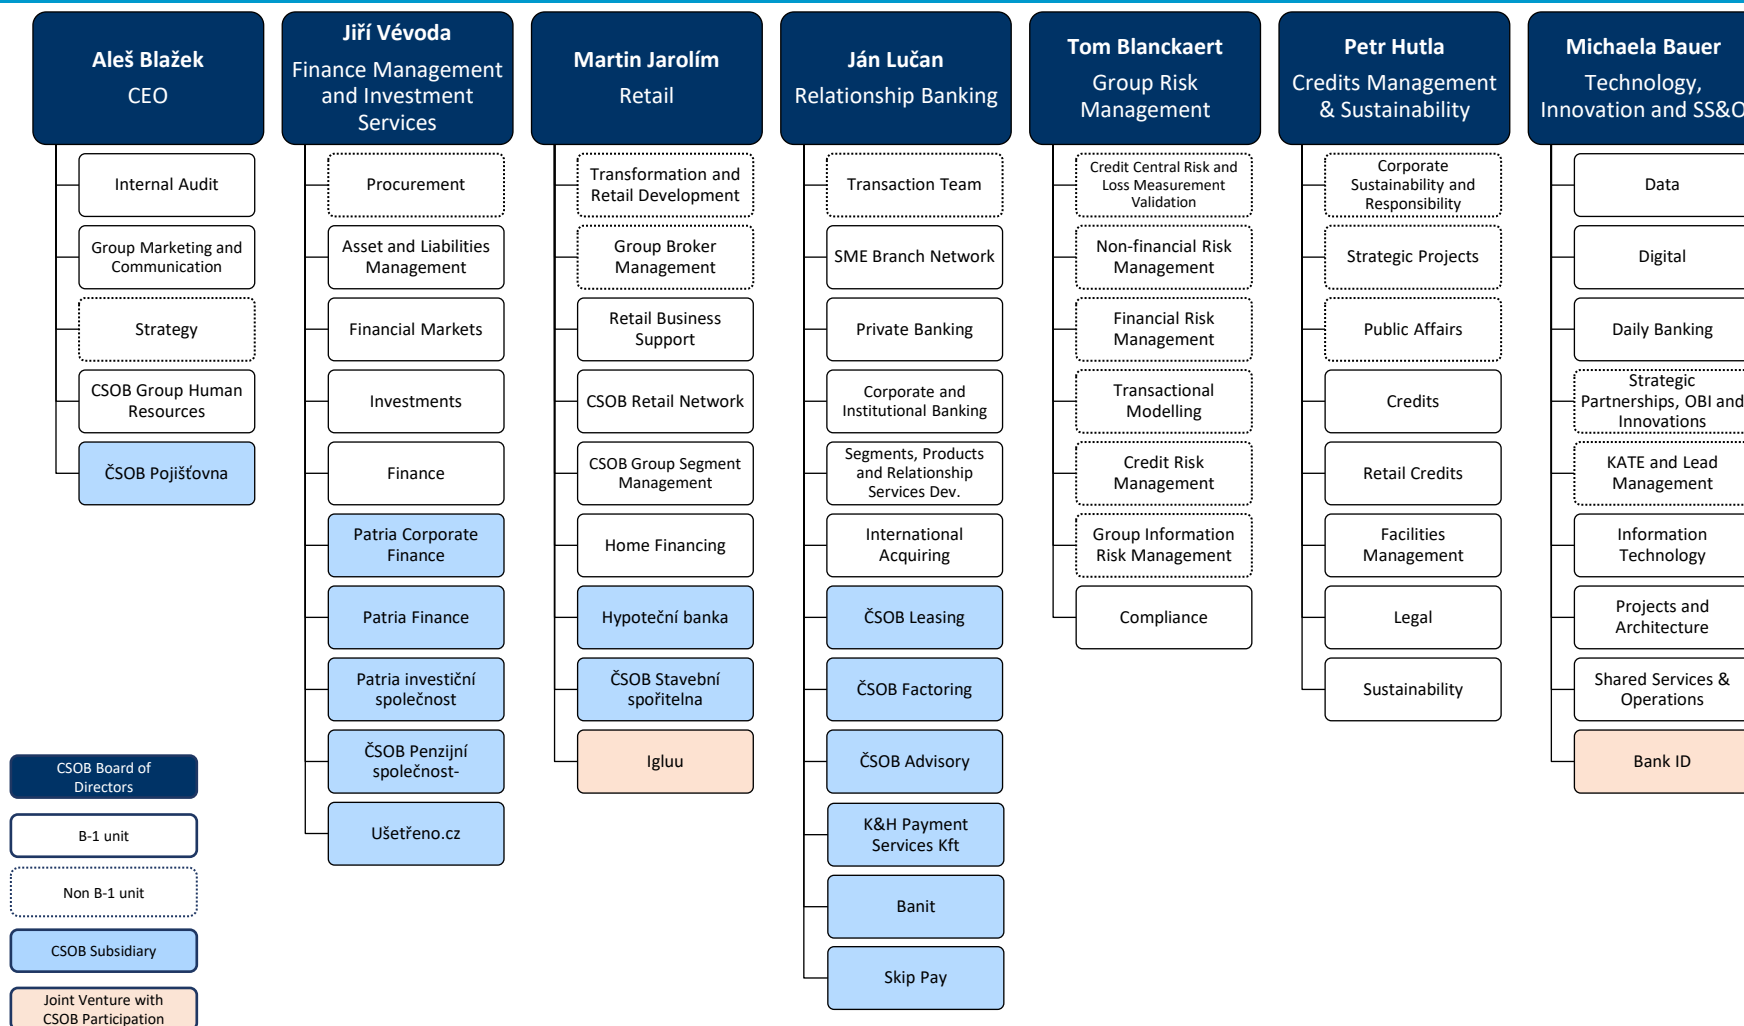 Aleš Blažek
CEO
Internal Audit
Group Marketing and
Communication
Strategy
CSOB Group Human
Resources
ČSOB Pojišťovna
Jiří Vévoda
Finance Management
and Investment
Services
Procurement
Asset and Liabilities
Management
Financial Markets
Investments
Finance
Patria Corporate
Finance
Patria Finance
Patria investiční
společnost
ČSOB Penzijní
společnost-
Ušetřeno.cz
Martin Jarolím
Retail
Transformation and
Retail Development
Group Broker
Management
Retail Business
Support
CSOB Retail Network
CSOB Group Segment
Management
Home Financing
Hypoteční banka
ČSOB Stavební
spořitelna
Igluu
Ján Lučan
Relationship Banking
Transaction Team
SME Branch Network
Private Banking
Corporate and
Institutional Banking
Segments, Products
and Relationship
Services Dev.
International
Acquiring
ČSOB Leasing
ČSOB Factoring
ČSOB Advisory
K&H Payment
Services Kft
Banit
Skip Pay
Tom Blanckaert
Group Risk
Management
Credit Central Risk and
Loss Measurement
Validation
Non-financial Risk
Management
Financial Risk
Management
Transactional
Modelling
Credit Risk
Management
Group Information
Risk Management
Compliance
Petr Hutla
Credits Management
& Sustainability
Corporate
Sustainability and
Responsibility
Strategic Projects
Public Affairs
Credits
Retail Credits
Facilities
Management
Legal
Sustainability
Michaela Bauer
Technology,
Innovation and SS&O
Data
Digital
Daily Banking
Strategic
Partnerships, OBI and
Innovations
KATE and Lead
Management
Information
Technology
Projects and
Architecture
Shared Services &
Operations
Bank ID
CSOB Board of
Directors
B-1 unit
Non B-1 unit
CSOB Subsidiary
Joint Venture with
CSOB Participation